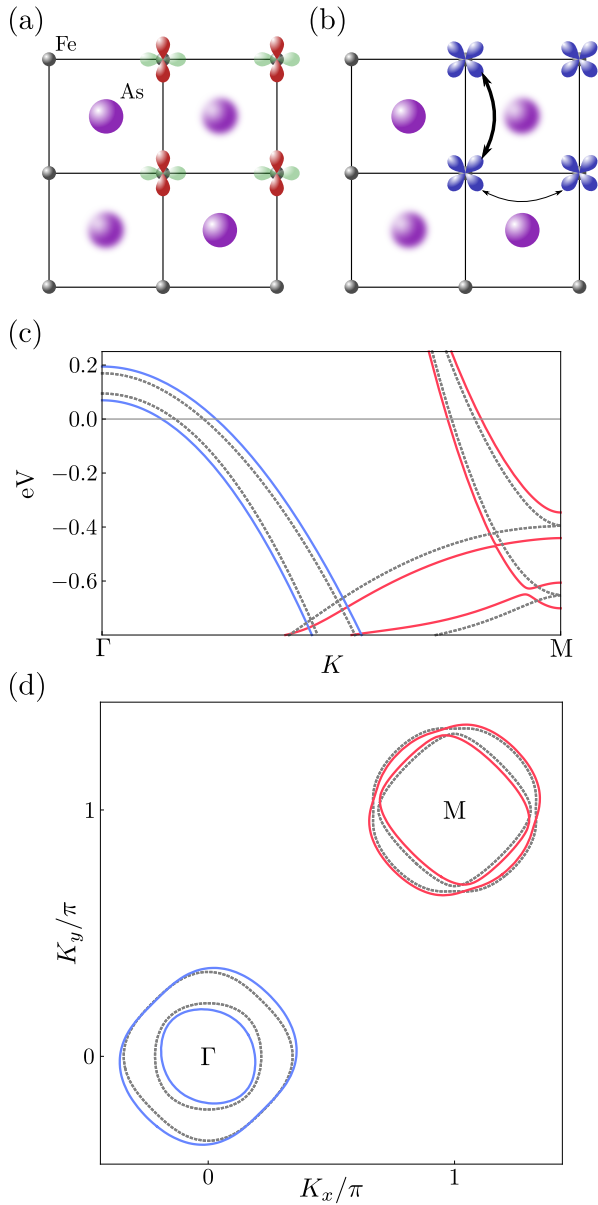 (a)
(b)
Fe
As
(c)
0.2
0.0
−0.2
−0.4
−0.6
eV
Γ
K
M
(d)
1
0
K_y/π
M
Γ
0
1
K_x/π